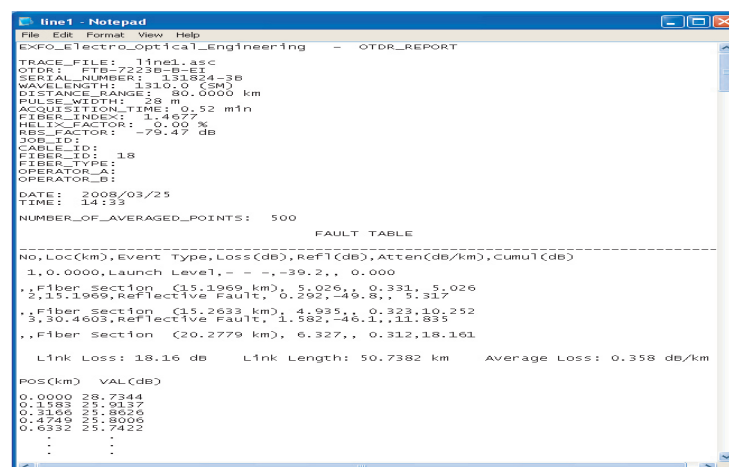 line1 - Notepad
File Edit Format View Help
EXFO_Electro_Optical_Engineering - OTDR_REPORT
TRACE_FILE: line1.asc
OTDR: FTB-7223B-B-EI
SERIAL_NUMBER: 131824-3B
WAVELENGTH: 1310.0 (SM)
DISTANCE_RANGE: 80.0000 km
PULSE_WIDTH: 28 m
ACQUISITION_TIME: 0.52 min
FIBER_INDEX: 1.4677
HELIX_FACTOR: 0.00 %
RBS_FACTOR: -79.47 dB
JOB_ID:
CABLE_ID:
FIBER_ID: 18
FIBER_TYPE:
OPERATOR_A:
OPERATOR_B:
DATE: 2008/03/25
TIME: 14:33
NUMBER_OF_AVERAGED_POINTS: 500
FAULT TABLE
No,Loc(km),Event Type,Loss(dB),Refl(dB),Atten(dB/km),Cumul(dB)
1,0.0000,Launch Level,- - -,-39.2,, 0.000
,,Fiber Section (15.1969 km), 5.026,, 0.331, 5.026
2,15.1969,Reflective Fault, 0.292,-49.8,, 5.317
,,Fiber Section (15.2633 km), 4.935,, 0.323,10.252
3,30.4603,Reflective Fault, 1.582,-46.1,,11.835
,,Fiber Section (20.2779 km), 6.327,, 0.312,18.161
Link Loss: 18.16 dB Link Length: 50.7382 km Average Loss: 0.358 dB/km
POS(km) VAL(dB)
0.0000 28.7344
0.1583 25.9137
0.3166 25.8626
0.4749 25.8006
0.6332 25.7422
. .
. .
. .